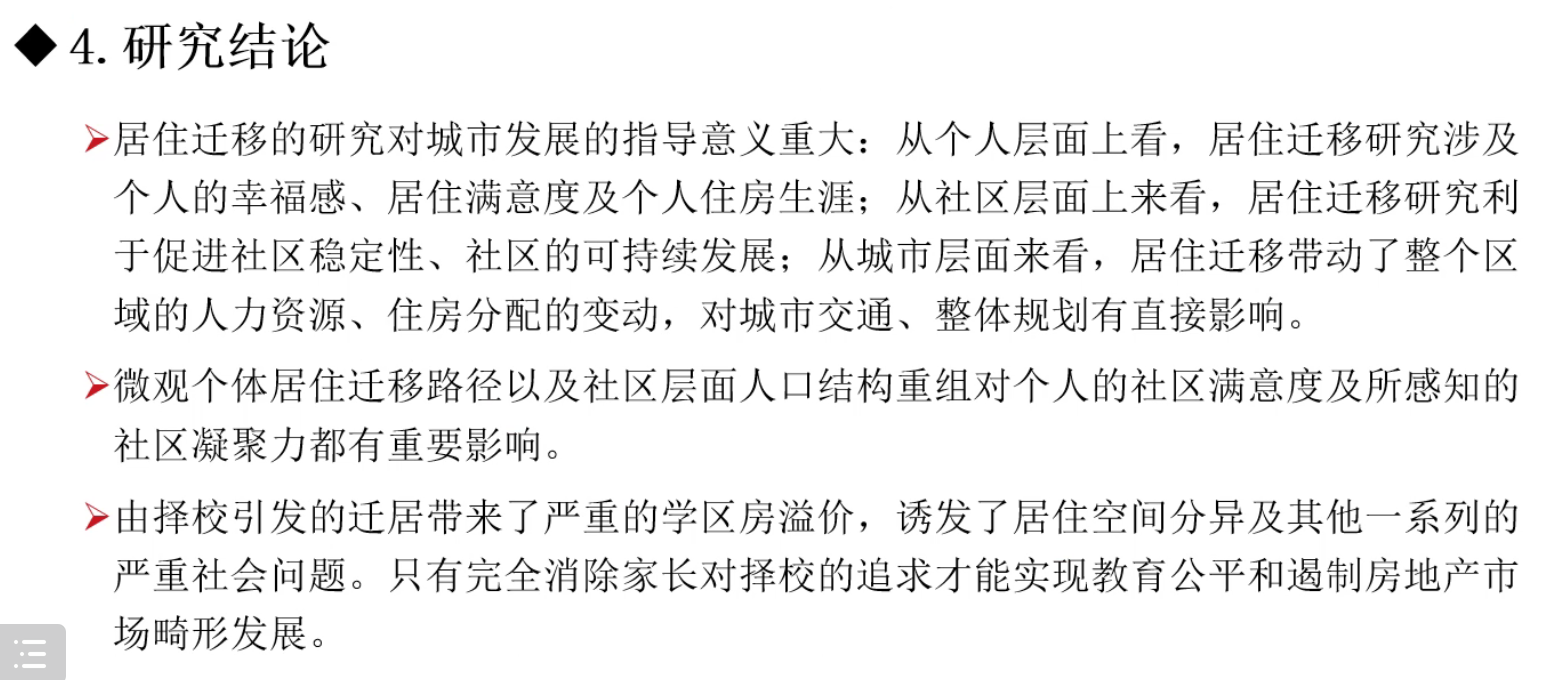 ◆ 4. 研究结论
➢居住迁移的研究对城市发展的指导意义重大：从个人层面上看，居住迁移研究涉及
个人的幸福感、居住满意度及个人住房生涯；从社区层面上来看，居住迁移研究利
于促进社区稳定性、社区的可持续发展；从城市层面来看，居住迁移带动了整个区
域的人力资源、住房分配的变动，对城市交通、整体规划有直接影响。
➢微观个体居住迁移路径以及社区层面人口结构重组对个人的社区满意度及所感知的
社区凝聚力都有重要影响。
➢由择校引发的迁居带来了严重的学区房溢价，诱发了居住空间分异及其他一系列的
严重社会问题。只有完全消除家长对择校的追求才能实现教育公平和遏制房地产市
场畸形发展。